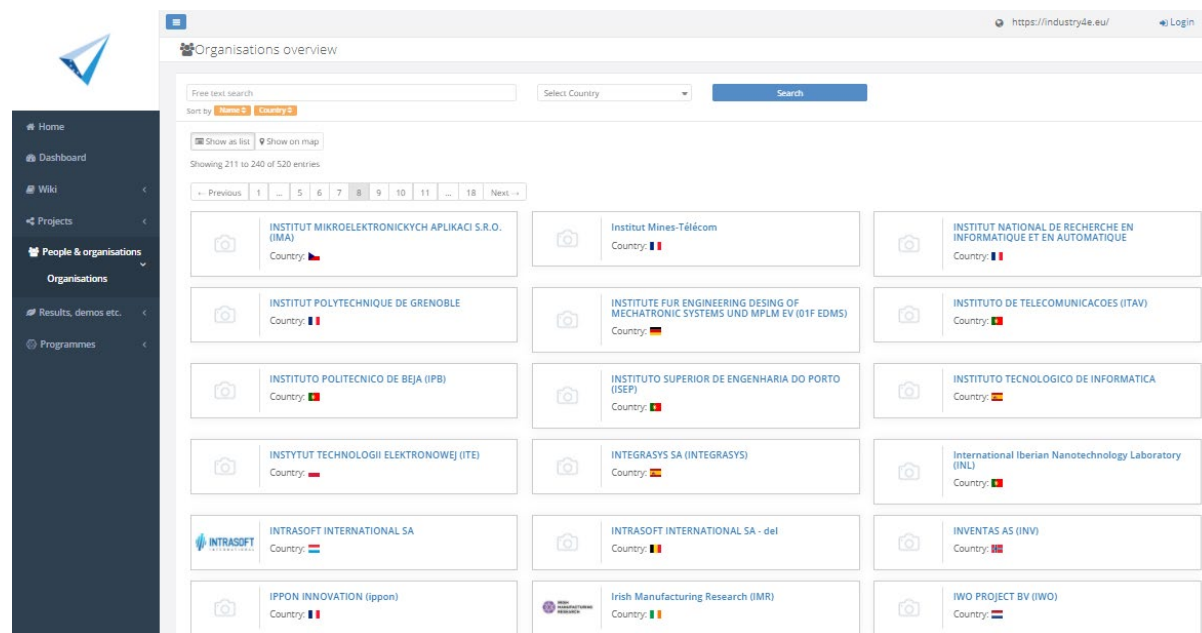 https://industry4e.eu/
Login
Organisations overview
Free text search
Select Country
Search
Sort by Name Country
Home
Dashboard
Wiki
Projects
People & organisations
Organisations
Results, demos etc.
Programmes
Show as list Show on map
Showing 211 to 240 of 520 entries
← Previous 1 ... 5 6 7 8 9 10 11 ... 18 Next →
INSTITUT MIKROELEKTRONICKYCH APLIKACI S.R.O.
(IMA)
Country:
Institut Mines-Télécom
Country:
INSTITUT NATIONAL DE RECHERCHE EN
INFORMATIQUE ET EN AUTOMATIQUE
Country:
INSTITUT POLYTECHNIQUE DE GRENOBLE
Country:
INSTITUTE FUR ENGINEERING DESING OF
MECHATRONIC SYSTEMS UND MPLM EV (01F EDMS)
Country:
INSTITUTO DE TELECOMUNICACOES (ITAV)
Country:
INSTITUTO POLITECNICO DE BEJA (IPB)
Country:
INSTITUTO SUPERIOR DE ENGENHARIA DO PORTO
(ISEP)
Country:
INSTITUTO TECNOLOGICO DE INFORMATICA
Country:
INSTYTUT TECHNOLOGII ELEKTRONOWEJ (ITE)
Country:
INTEGRASYS SA (INTEGRASYS)
Country:
International Iberian Nanotechnology Laboratory
(INL)
Country:
INTRASOFT
INTERNATIONAL
INTRASOFT INTERNATIONAL SA
Country:
INTRASOFT INTERNATIONAL SA - del
Country:
INVENTAS AS (INV)
Country:
IPPON INNOVATION (ippon)
Country:
IRISH
MANUFACTURING
RESEARCH
Irish Manufacturing Research (IMR)
Country:
IWO PROJECT BV (IWO)
Country: